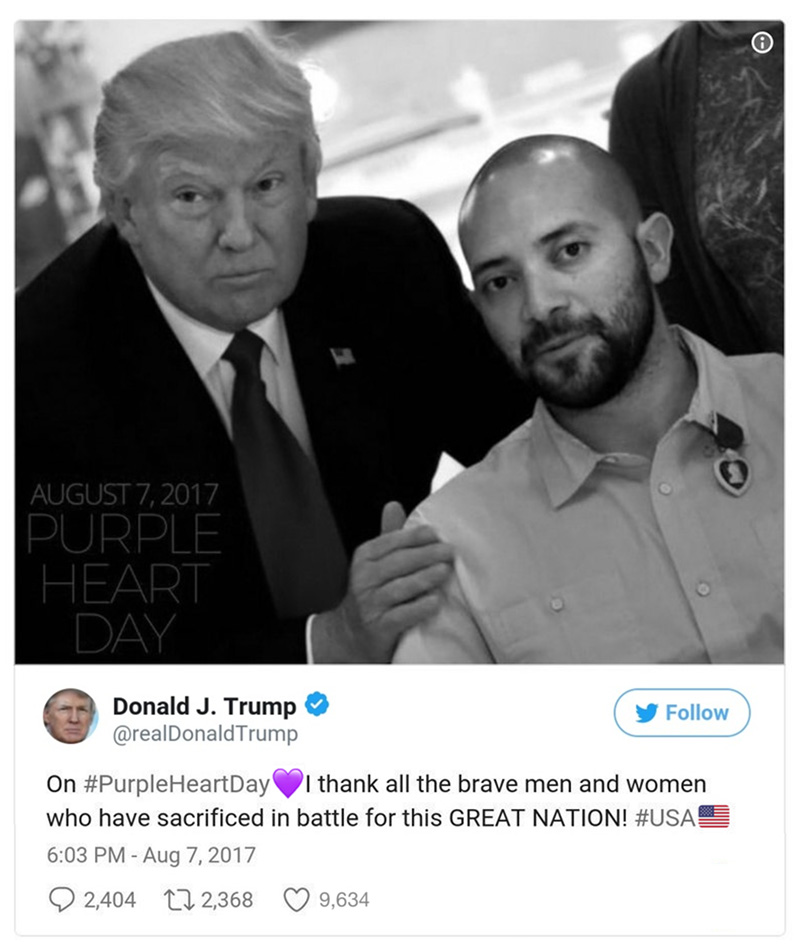 AUGUST 7, 2017
PURPLE
HEART
DAY
Donald J. Trump
@realDonaldTrump
Follow
On #PurpleHeartDay💜I thank all the brave men and women
who have sacrificed in battle for this GREAT NATION! #USA🇺🇸
6:03 PM - Aug 7, 2017
2,404 2,368 9,634